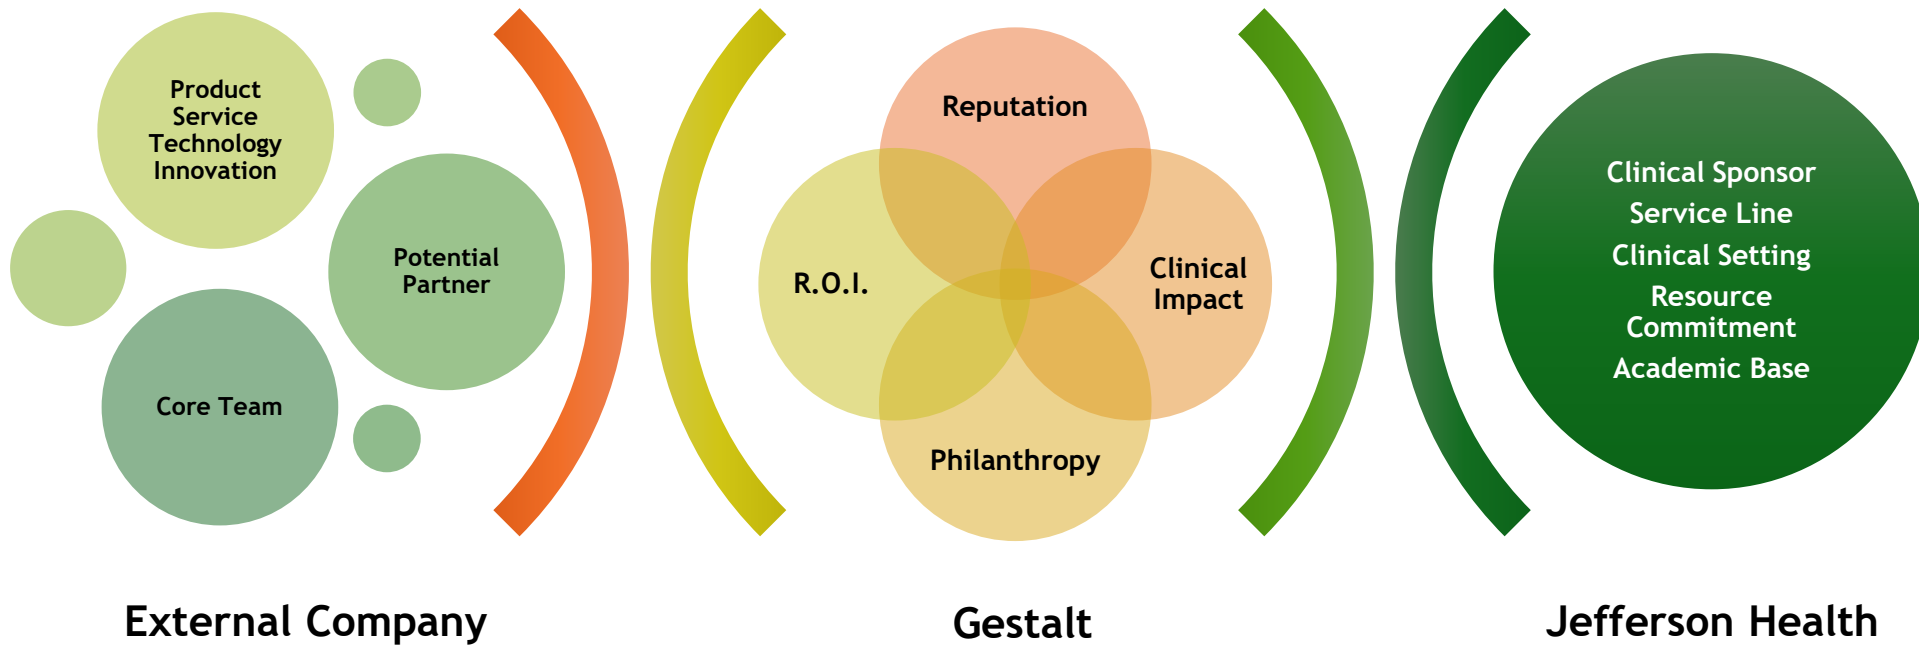 Product
Service
Technology
Innovation
Potential
Partner
Core Team
External Company
Reputation
R.O.I.
Clinical
Impact
Philanthropy
Gestalt
Clinical Sponsor
Service Line
Clinical Setting
Resource
Commitment
Academic Base
Jefferson Health